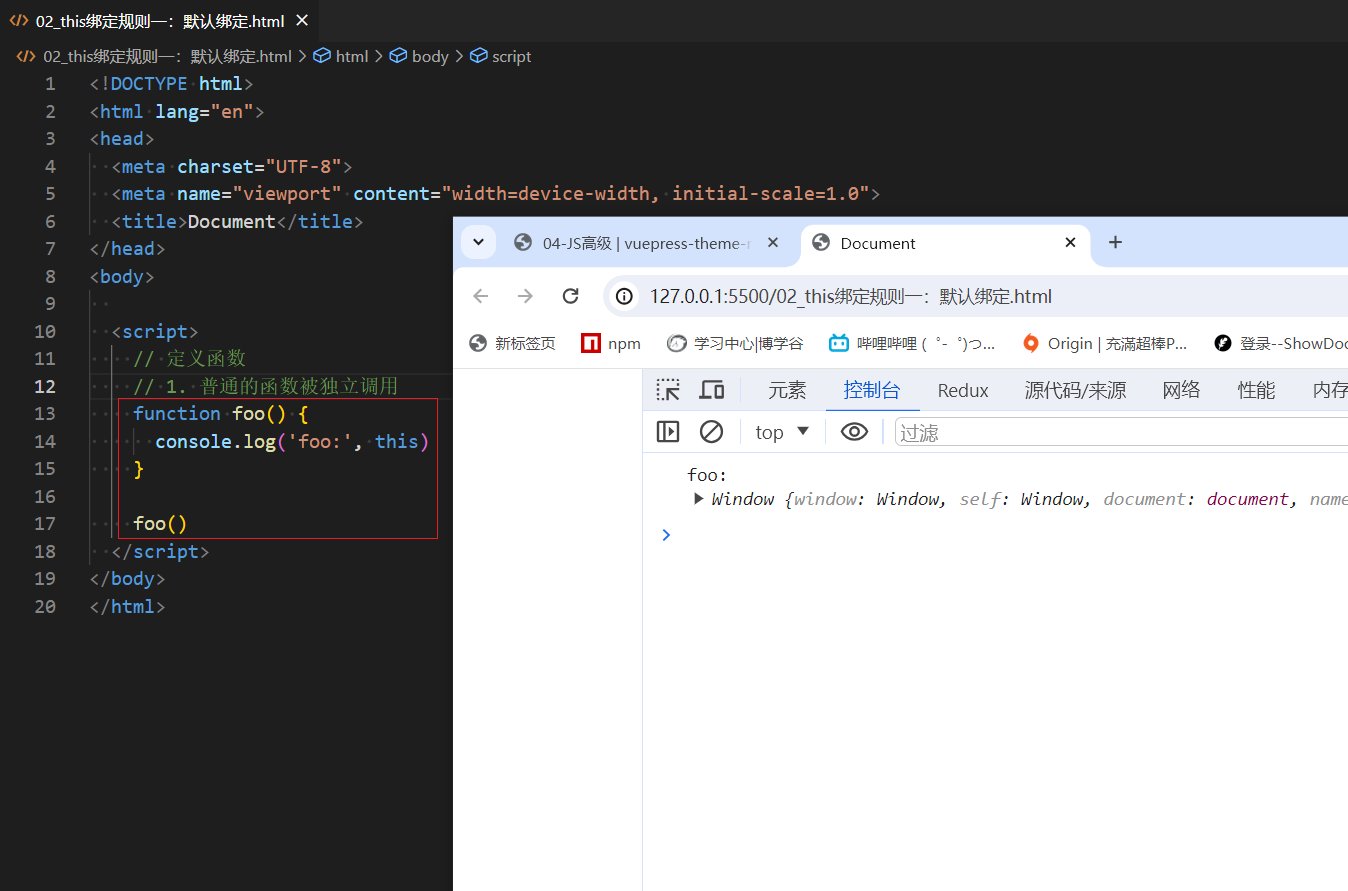 02_this绑定规则一：默认绑定.html
02_this绑定规则一：默认绑定.html > html > body > script
1 <!DOCTYPE html>
2 <html lang="en">
3 <head>
4 <meta charset="UTF-8">
5 <meta name="viewport" content="width=device-width, initial-scale=1.0">
6 <title>Document</title>
7 </head>
8 <body>
9
10 <script>
11 // 定义函数
12 // 1. 普通的函数被独立调用
13 function foo() {
14 console.log('foo:', this)
15 }
16
17 foo()
18 </script>
19 </body>
20 </html>
04-JS高级 | vuepress-theme-
Document
127.0.0.1:5500/02_this绑定规则一：默认绑定.html
新标签页 npm 学习中心|博学谷 哔哩哔哩 (゜-゜)つ... Origin | 充满超棒P... 登录--ShowDoc
元素 控制台 Redux 源代码/来源 网络 性能 内存
top 过滤
foo:
Window {window: Window, self: Window, document: document, name